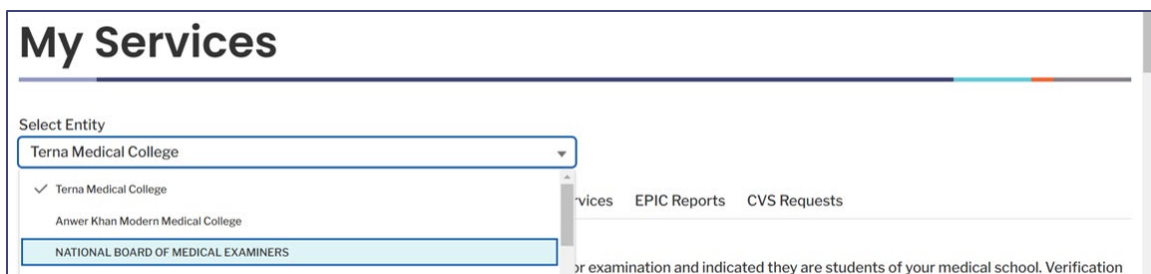 My Services
Select Entity
Terna Medical College
Terna Medical College
rvices EPIC Reports CVS Requests
Anwer Khan Modern Medical College
NATIONAL BOARD OF MEDICAL EXAMINERS
or examination and indicated they are students of your medical school. Verification